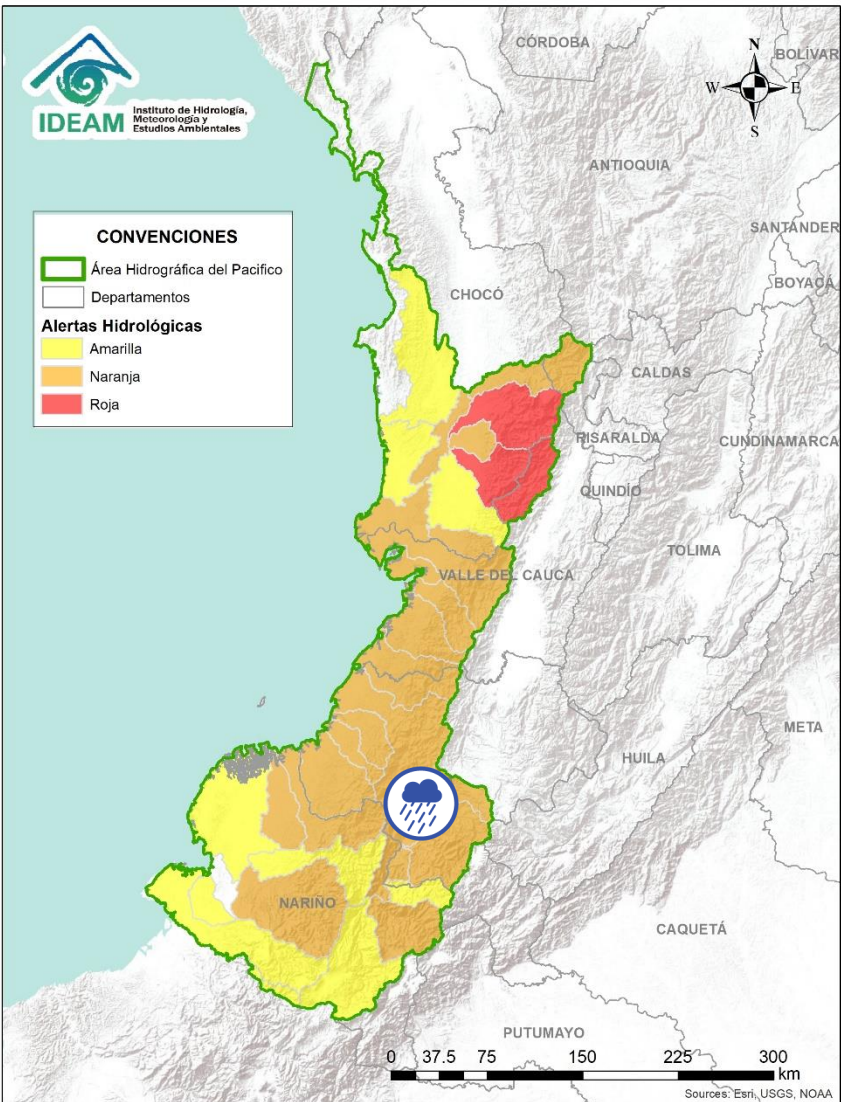 IDEAM
Instituto de Hidrología,
Meteorología y
Estudios Ambientales
CÓRDOBA
BOLÍVAR
N
W
E
S
ANTIOQUIA
SANTANDER
BOYACÁ
CONVENCIONES
Área Hidrográfica del Pacifico
Departamentos
Alertas Hidrológicas
Amarilla
Naranja
Roja
CHOCÓ
CALDAS
RISARALDA
CUNDINAMARCA
QUINDÍO
TOLIMA
VALLE DEL CAUCA
META
HUILA
NARIÑO
CAQUETÁ
PUTUMAYO
0 37.5 75 150 225 300
km
Sources: Esri, USGS, NOAA